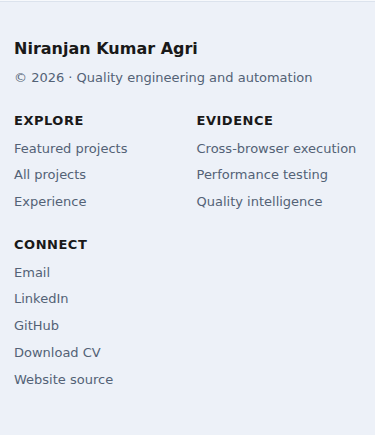 Niranjan Kumar Agri
© 2026 · Quality engineering and automation
EXPLORE
Featured projects
All projects
Experience
EVIDENCE
Cross-browser execution
Performance testing
Quality intelligence
CONNECT
Email
LinkedIn
GitHub
Download CV
Website source